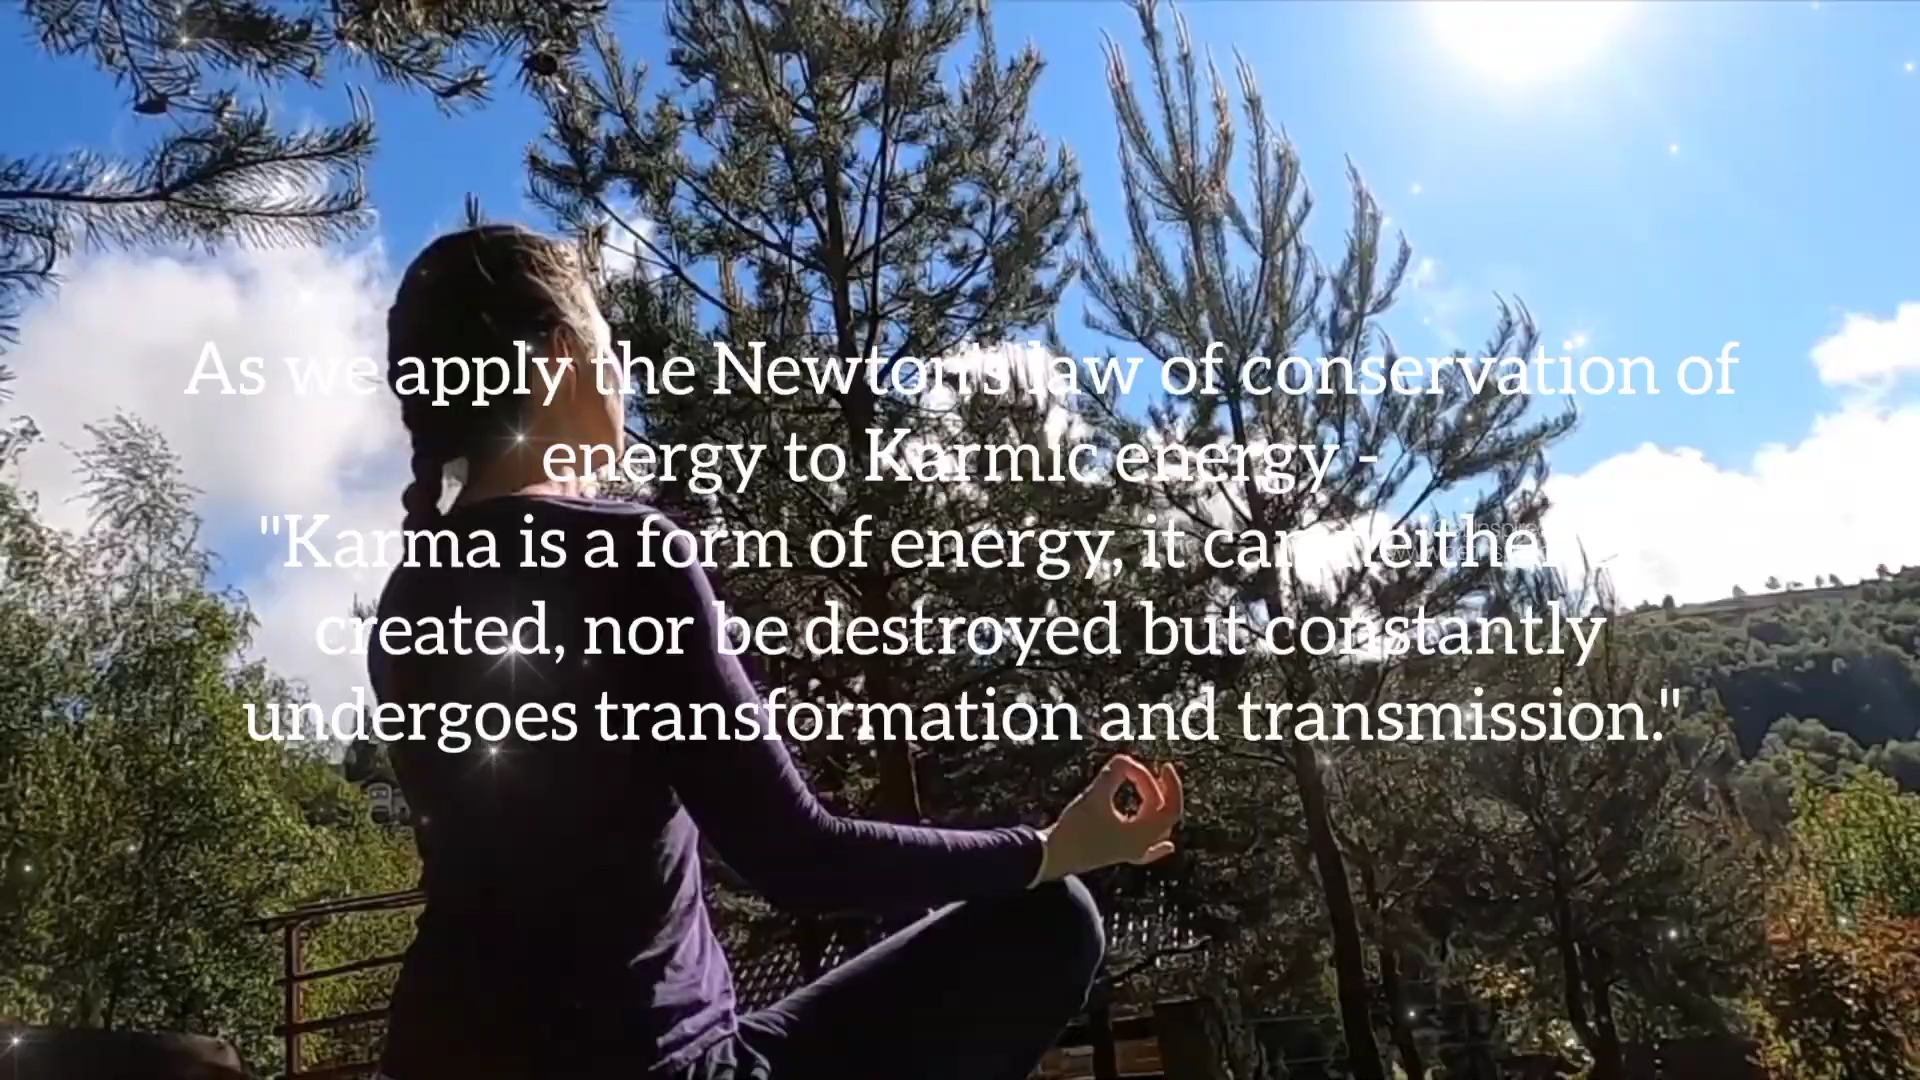 As we apply the Newton's law of conservation of
energy to Karmic energy -
"Karma is a form of energy, it can neither
created, nor be destroyed but constantly
undergoes transformation and transmission."